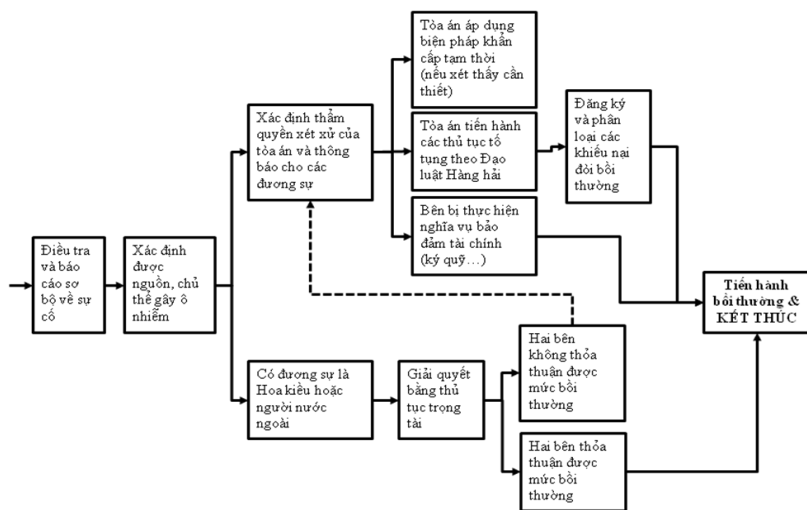 Tòa án áp dụng
biện pháp khẩn
cấp tạm thời
(nếu xét thấy cần
thiết)
Xác định thẩm
quyền xét xử của
tòa án và thông
báo cho các
đương sự
Tòa án tiến hành
các thủ tục tố
tụng theo Đạo
luật Hàng hải
Đăng ký
và phân
loại các
khiếu nại
đòi bồi
thường
Bên bị thực hiện
nghĩa vụ bảo
đảm tài chính
(ký quỹ…)
Điều tra
và báo
cáo sơ
bộ về sự
cố
Xác định
được
nguồn, chủ
thể gây ô
nhiễm
Tiến hành
bồi thường &
KẾT THÚC
Có đương sự là
Hoa kiều hoặc
người nước
ngoài
Giải quyết
bằng thủ
tục trọng
tài
Hai bên
không thỏa
thuận được
mức bồi
thường
Hai bên thỏa
thuận được
mức bồi
thường